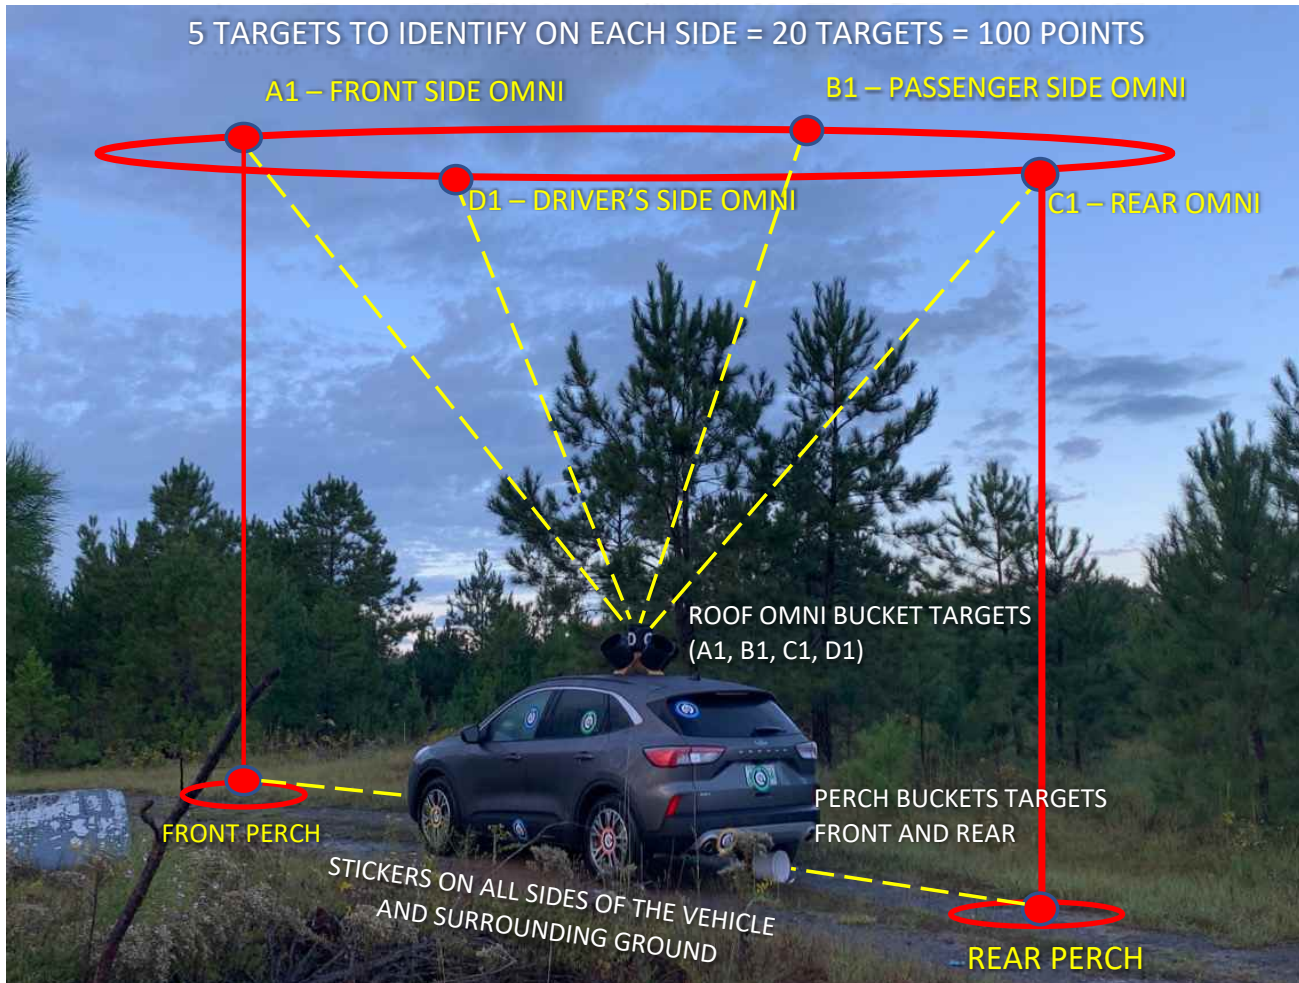 5 TARGETS TO IDENTIFY ON EACH SIDE = 20 TARGETS = 100 POINTS
A1 – FRONT SIDE OMNI
B1 – PASSENGER SIDE OMNI
D1 – DRIVER'S SIDE OMNI
C1 – REAR OMNI
ROOF OMNI BUCKET TARGETS
(A1, B1, C1, D1)
D C
PERCH BUCKETS TARGETS
FRONT AND REAR
FRONT PERCH
STICKERS ON ALL SIDES OF THE VEHICLE
AND SURROUNDING GROUND
REAR PERCH